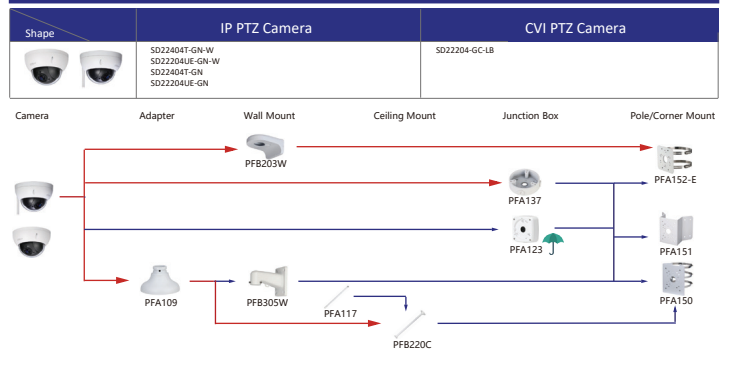 Shape
IP PTZ Camera
CVI PTZ Camera
SD22404T-GN-W
SD22204UE-GN-W
SD22404T-GN
SD22204UE-GN
SD22204-GC-LB
Camera
Adapter
Wall Mount
Ceiling Mount
Junction Box
Pole/Corner Mount
PFB203W
PFA152-E
PFA137
PFA123
PFA151
PFA109
PFB305W
PFA117
PFA150
PFB220C